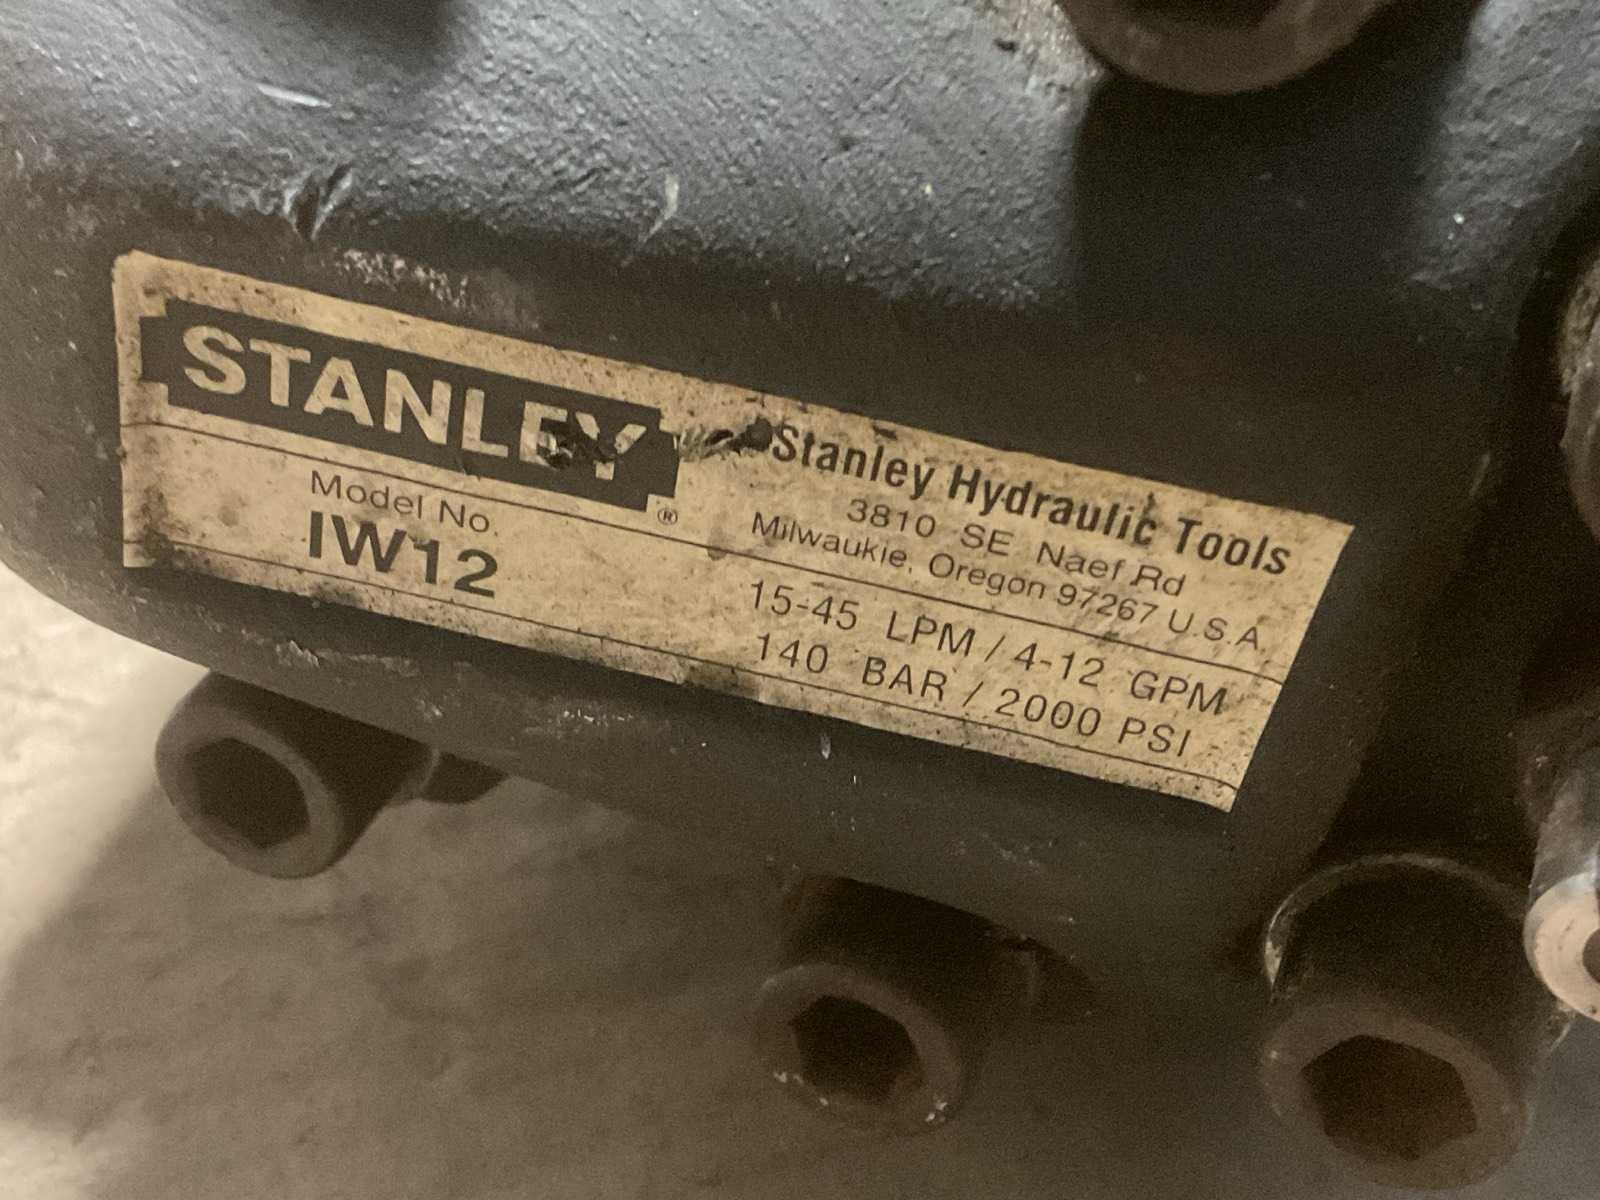 STANLEY®
Model No.
IW12
Stanley Hydraulic Tools
3810 SE Naef Rd
Milwaukie, Oregon 97267 U.S.A.
15-45 LPM / 4-12 GPM
140 BAR / 2000 PSI